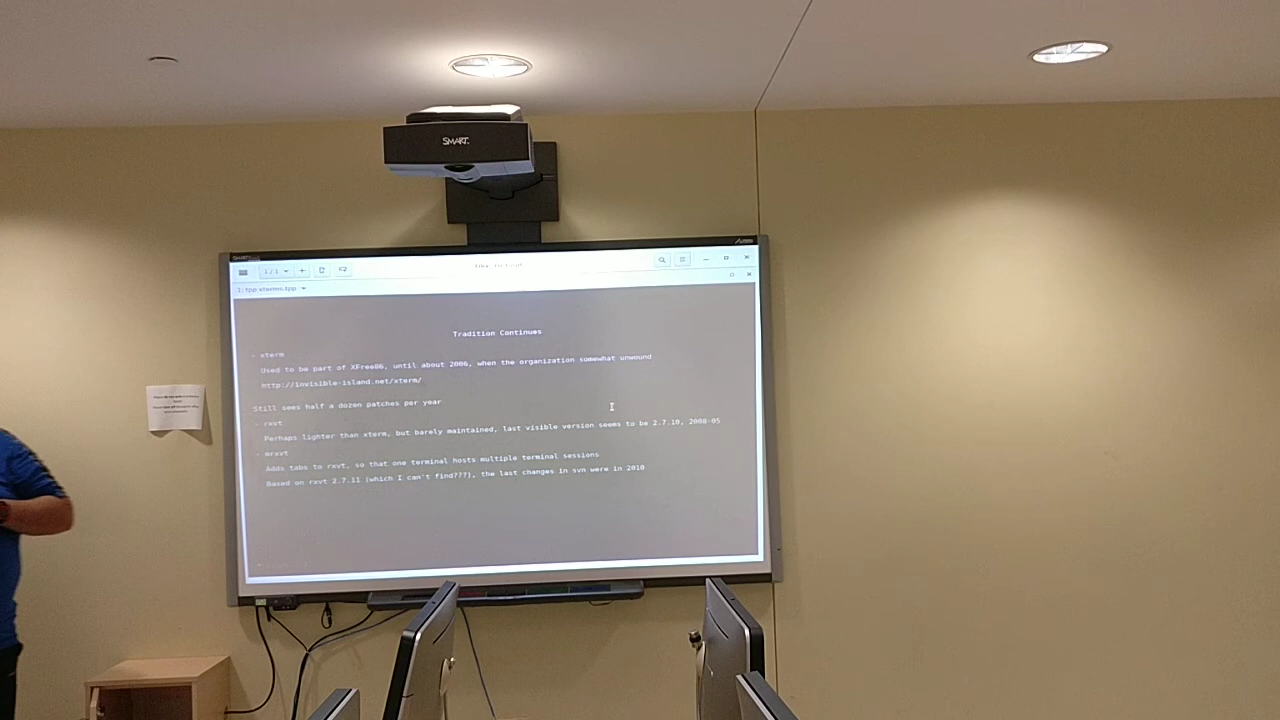 SMART
1 / 1
1: tpp xterms.tpp
Tradition Continues
- xterm
Used to be part of XFree86, until about 2006, when the organization somewhat unwound
http://invisible-island.net/xterm/
Still sees half a dozen patches per year
- rxvt
Perhaps lighter than xterm, but barely maintained, last visible version seems to be 2.7.10, 2008-05
- mrxvt
Adds tabs to rxvt, so that one terminal hosts multiple terminal sessions
Based on rxvt 2.7.11 (which I can't find???), the last changes in svn were in 2010